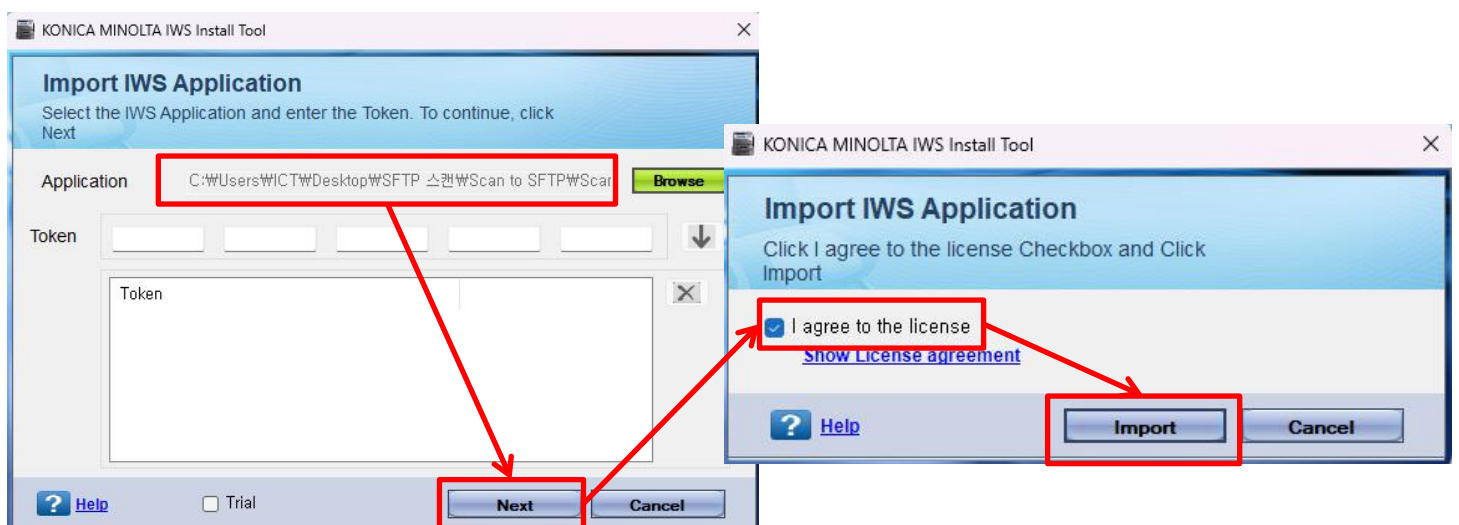 KONICA MINOLTA IWS Install Tool
Import IWS Application
Select the IWS Application and enter the Token. To continue, click
Next
Application C:₩Users₩ICT₩Desktop₩SFTP 스캔₩Scan to SFTP₩Scan Browse
Token
Token
Help Trial Next Cancel
KONICA MINOLTA IWS Install Tool
Import IWS Application
Click I agree to the license Checkbox and Click
Import
I agree to the license
Show License agreement
Help Import Cancel